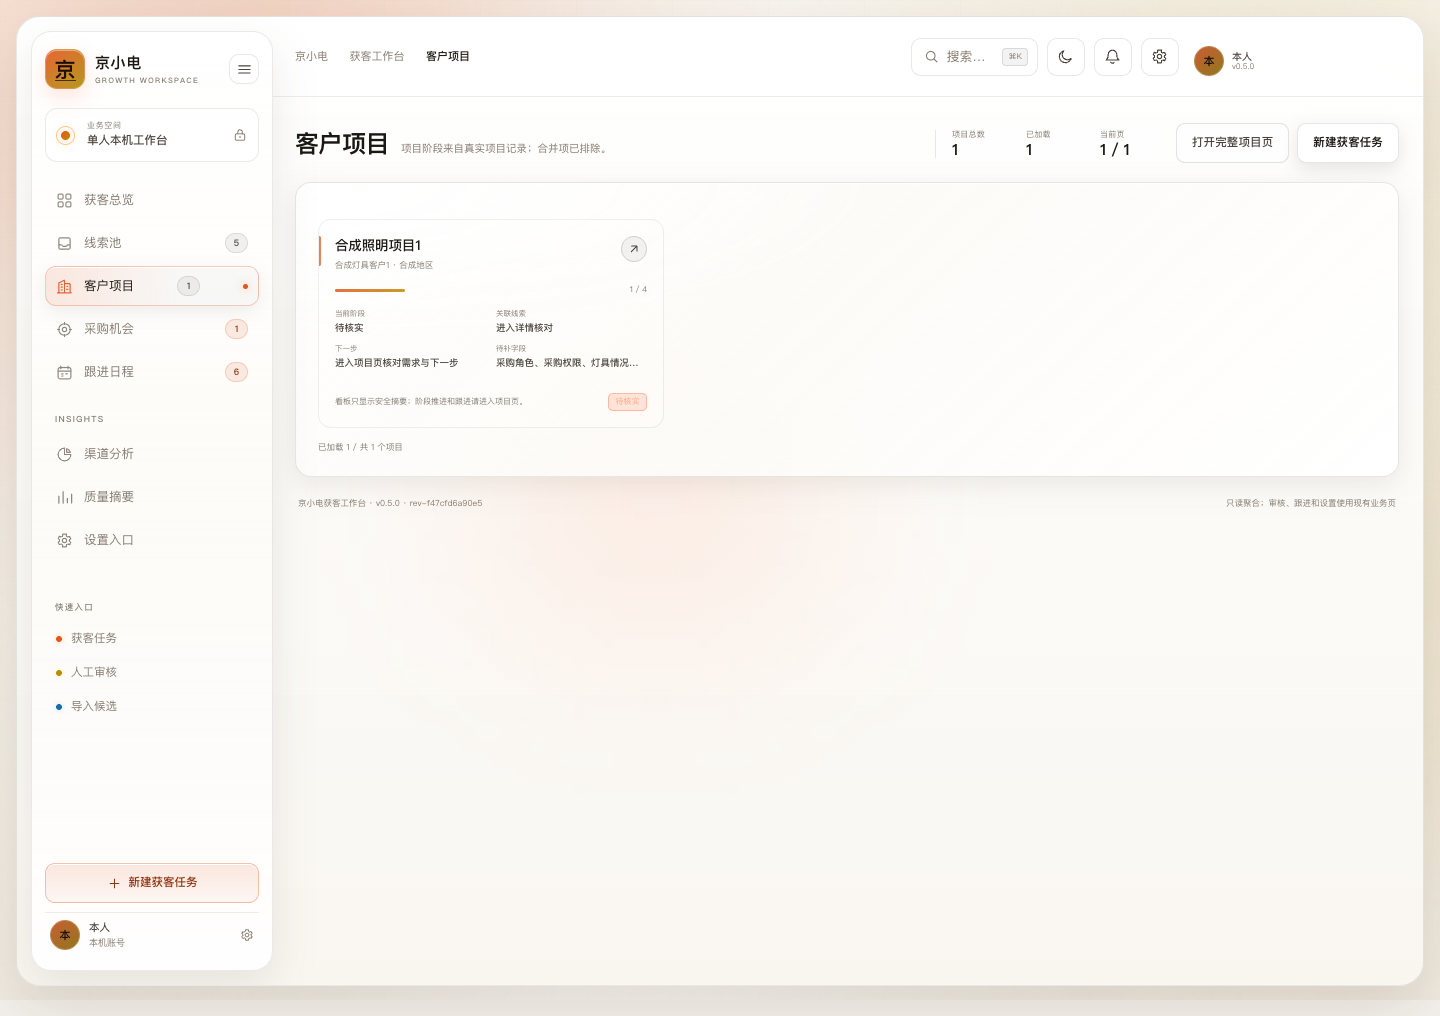 京
京小电
GROWTH WORKSPACE
业务空间
单人本机工作台
获客总览
线索池
5
客户项目
1
采购机会
1
跟进日程
6
INSIGHTS
渠道分析
质量摘要
设置入口
快速入口
获客任务
人工审核
导入候选
新建获客任务
本
本人
本机账号
京小电
获客工作台
客户项目
搜索…
⌘K
本
本人
v0.5.0
客户项目
项目阶段来自真实项目记录；合并项已排除。
项目总数
1
已加载
1
当前页
1 / 1
打开完整项目页
新建获客任务
合成照明项目1
合成灯具客户1 · 合成地区
1 / 4
当前阶段
待核实
关联线索
进入详情核对
下一步
进入项目页核对需求与下一步
待补字段
采购角色、采购权限、灯具情况…
看板只显示安全摘要；阶段推进和跟进请进入项目页。
待核实
已加载 1 / 共 1 个项目
京小电获客工作台 · v0.5.0 · rev-f47cfd6a90e5
只读聚合；审核、跟进和设置使用现有业务页